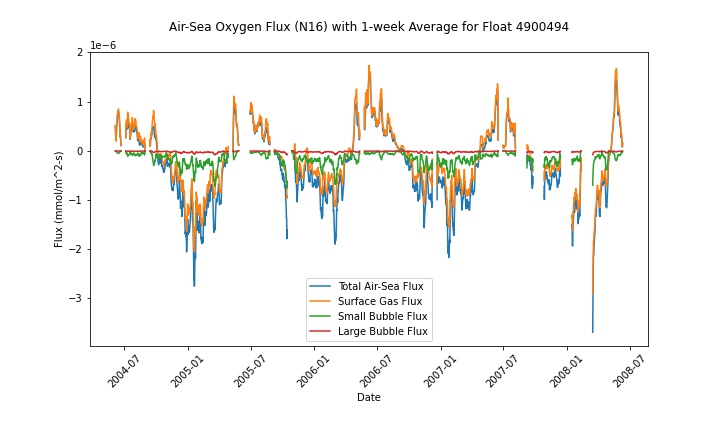 Air-Sea Oxygen Flux (N16) with 1-week Average for Float 4900494
1e−6
2
1
0
−1
−2
−3
Flux (mmol/m^2-s)
Total Air-Sea Flux
Surface Gas Flux
Small Bubble Flux
Large Bubble Flux
2004-07
2005-01
2005-07
2006-01
2006-07
2007-01
2007-07
2008-01
2008-07
Date